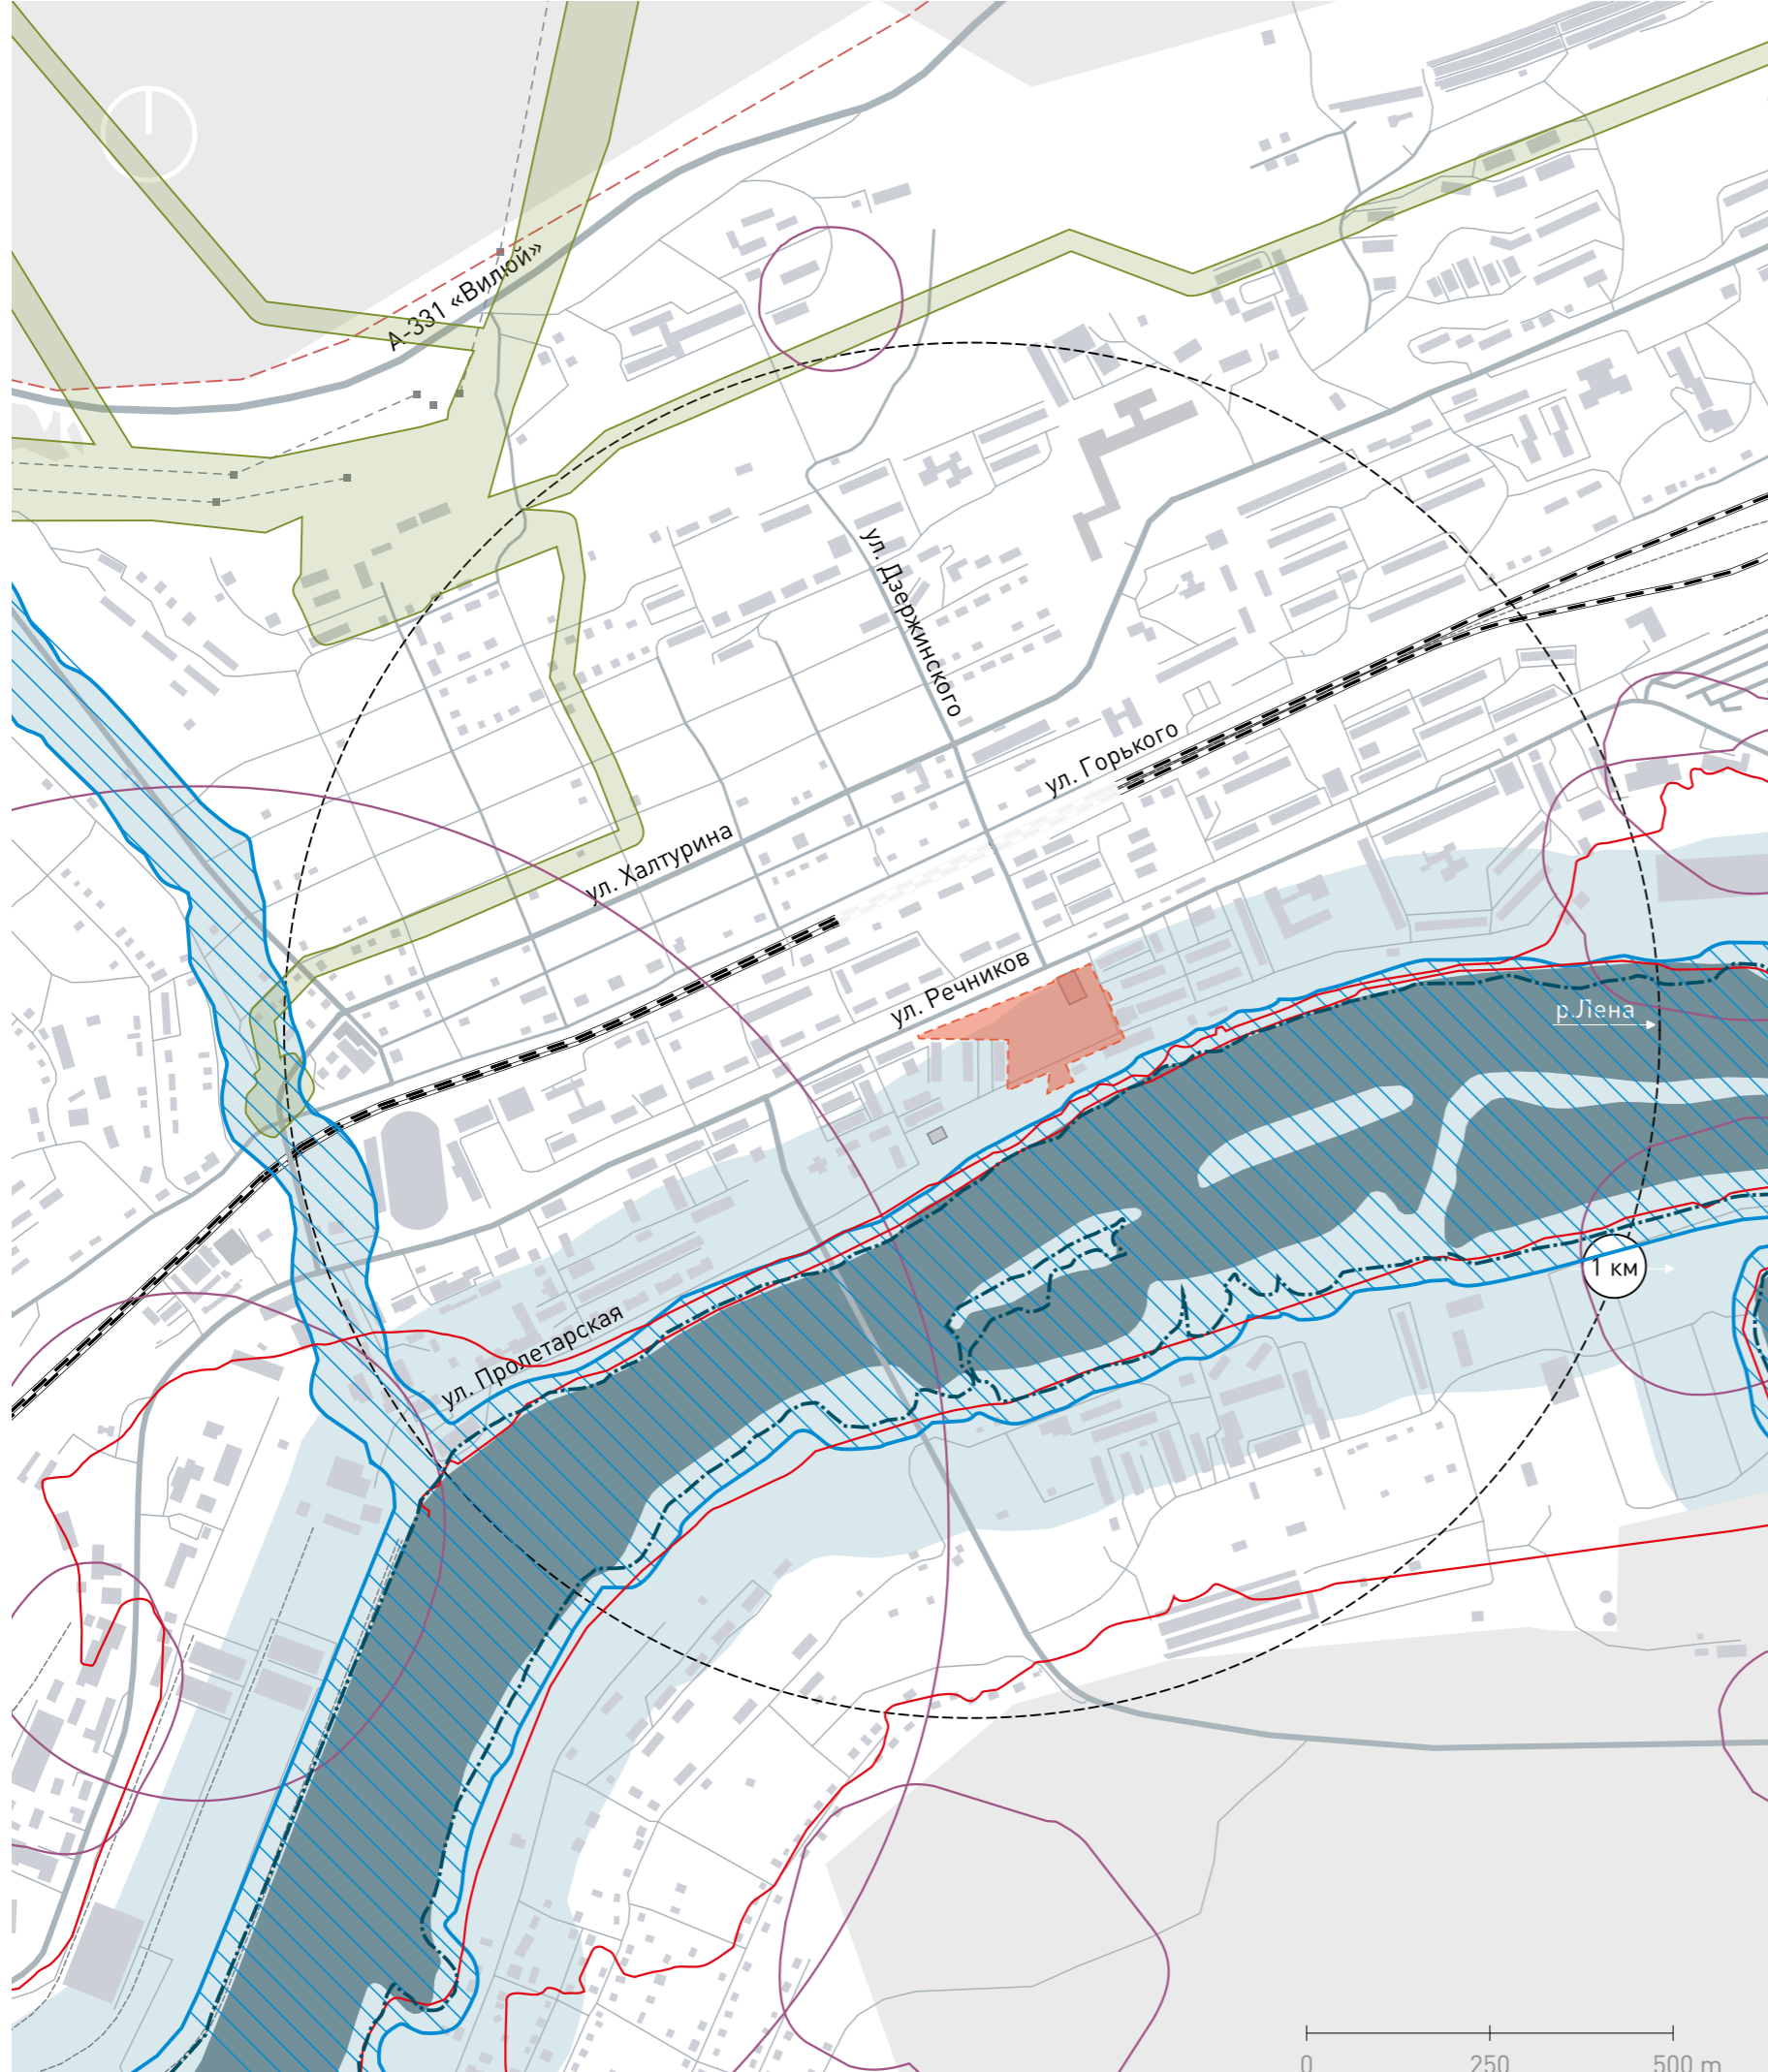 А-331 «Вилюй»
ул. Дзержинского
ул. Горького
ул. Халтурина
ул. Речников
р.Лена
1 км
ул. Пролетарская
0 250 500 m